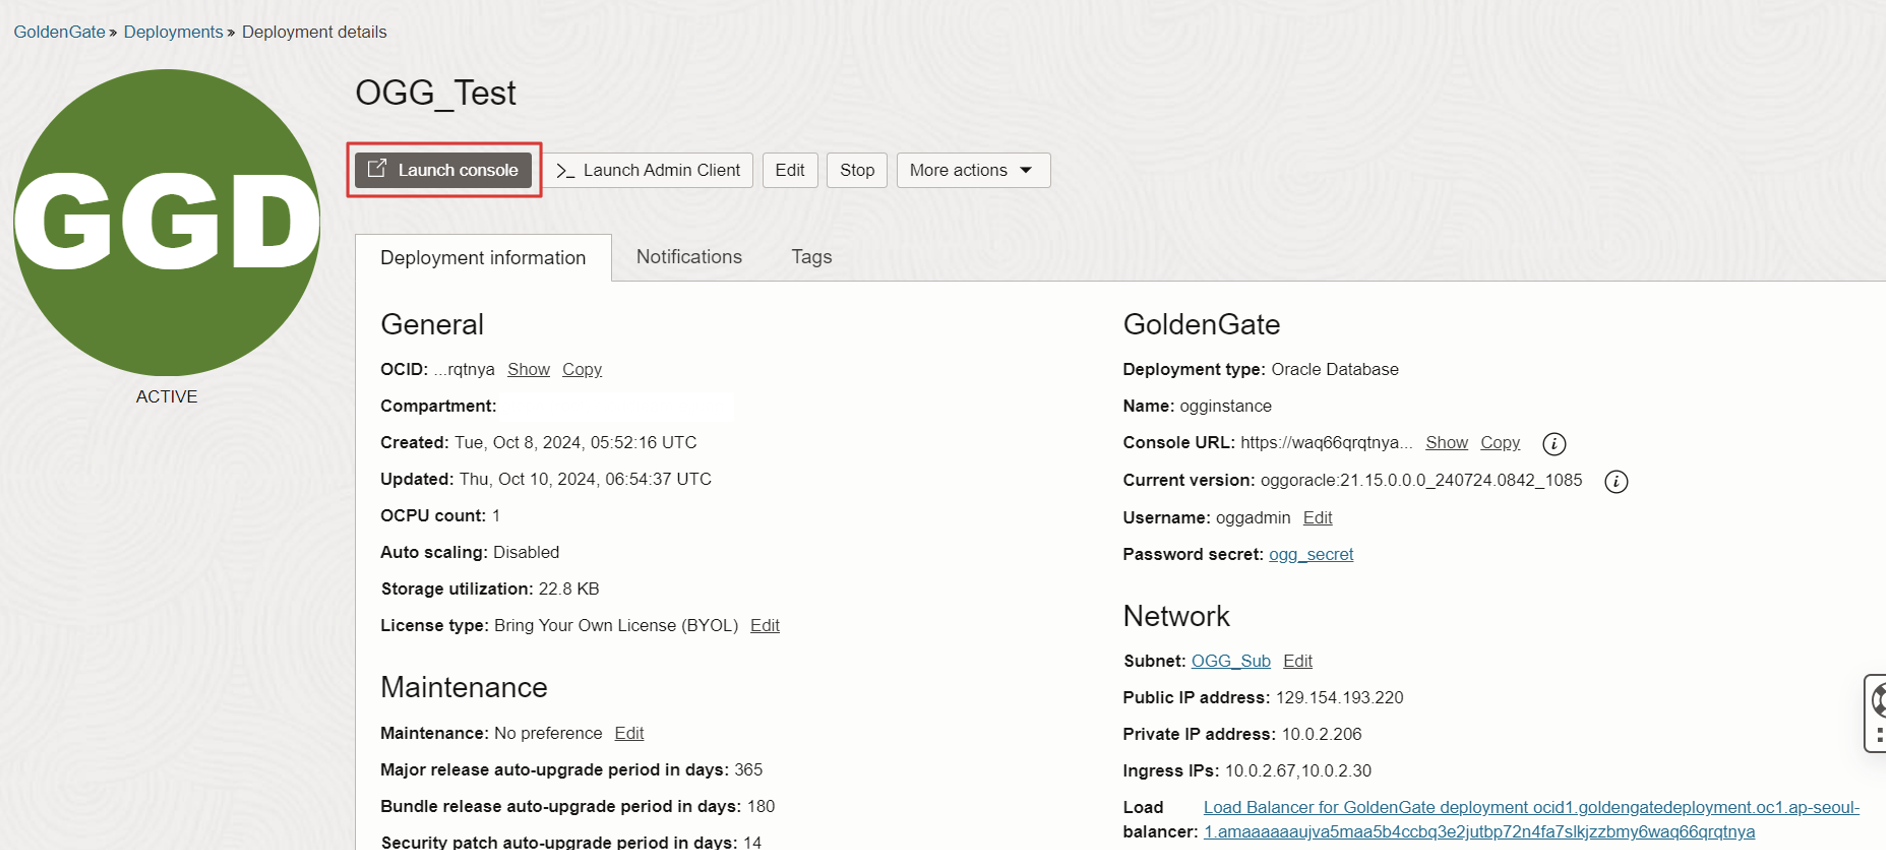 GoldenGate » Deployments » Deployment details
GGD
ACTIVE
OGG_Test
Launch console
>_ Launch Admin Client
Edit
Stop
More actions
Deployment information
Notifications
Tags
General
OCID: ...rqtnya Show Copy
Compartment:
Created: Tue, Oct 8, 2024, 05:52:16 UTC
Updated: Thu, Oct 10, 2024, 06:54:37 UTC
OCPU count: 1
Auto scaling: Disabled
Storage utilization: 22.8 KB
License type: Bring Your Own License (BYOL) Edit
Maintenance
Maintenance: No preference Edit
Major release auto-upgrade period in days: 365
Bundle release auto-upgrade period in days: 180
Security patch auto-upgrade period in days: 14
GoldenGate
Deployment type: Oracle Database
Name: ogginstance
Console URL: https://waq66qrqtnya... Show Copy
Current version: oggoracle:21.15.0.0.0_240724.0842_1085
Username: oggadmin Edit
Password secret: ogg_secret
Network
Subnet: OGG_Sub Edit
Public IP address: 129.154.193.220
Private IP address: 10.0.2.206
Ingress IPs: 10.0.2.67,10.0.2.30
Load balancer: Load Balancer for GoldenGate deployment ocid1.goldengatedeployment.oc1.ap-seoul-
1.amaaaaaaujva5maa5b4ccbq3e2jutbp72n4fa7slkjzzbmy6waq66qrqtnya